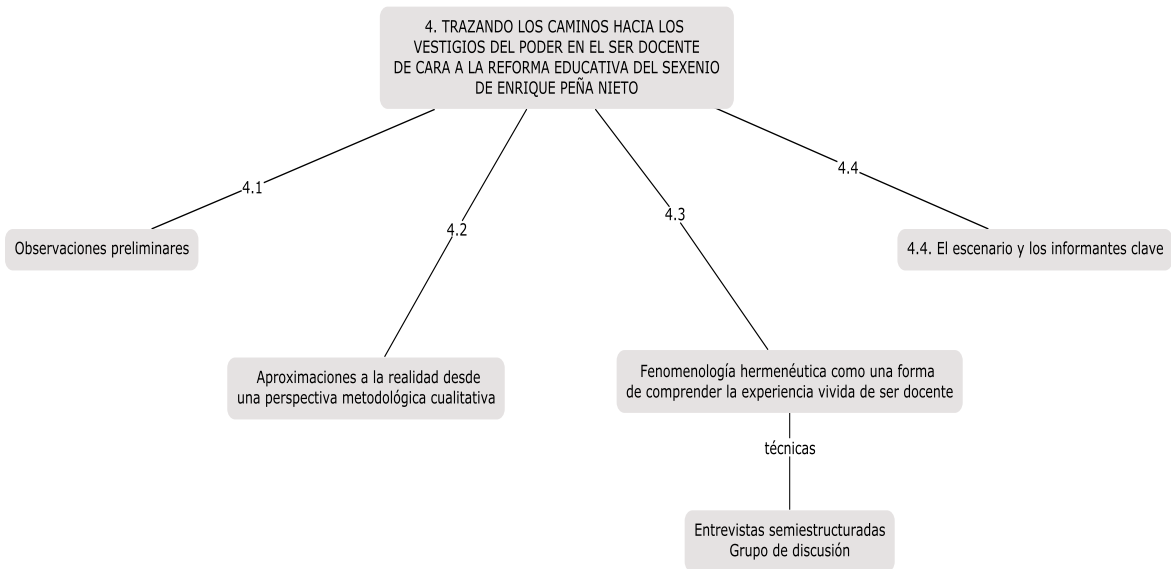 4. TRAZANDO LOS CAMINOS HACIA LOS
VESTIGIOS DEL PODER EN EL SER DOCENTE
DE CARA A LA REFORMA EDUCATIVA DEL SEXENIO
DE ENRIQUE PEÑA NIETO
4.1
4.2
4.3
4.4
Observaciones preliminares
4.4. El escenario y los informantes clave
Aproximaciones a la realidad desde
una perspectiva metodológica cualitativa
Fenomenología hermenéutica como una forma
de comprender la experiencia vivida de ser docente
técnicas
Entrevistas semiestructuradas
Grupo de discusión